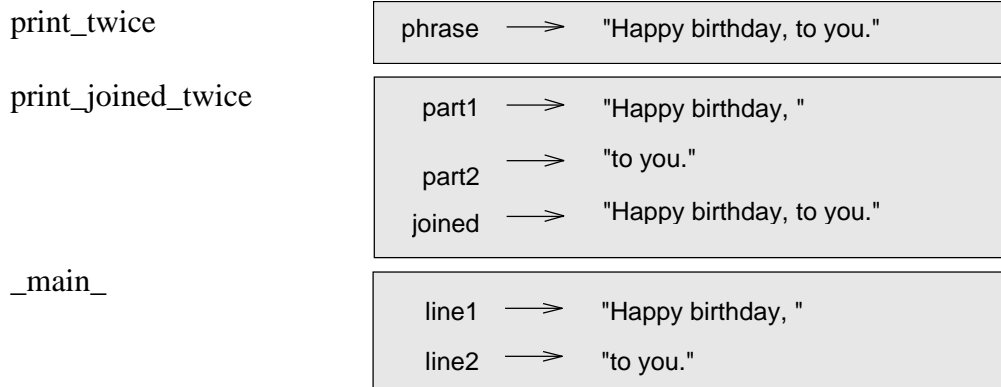 print_twice
phrase "Happy birthday, to you."
print_joined_twice
part1 "Happy birthday, "
part2 "to you."
joined "Happy birthday, to you."
_main_
line1 "Happy birthday, "
line2 "to you."